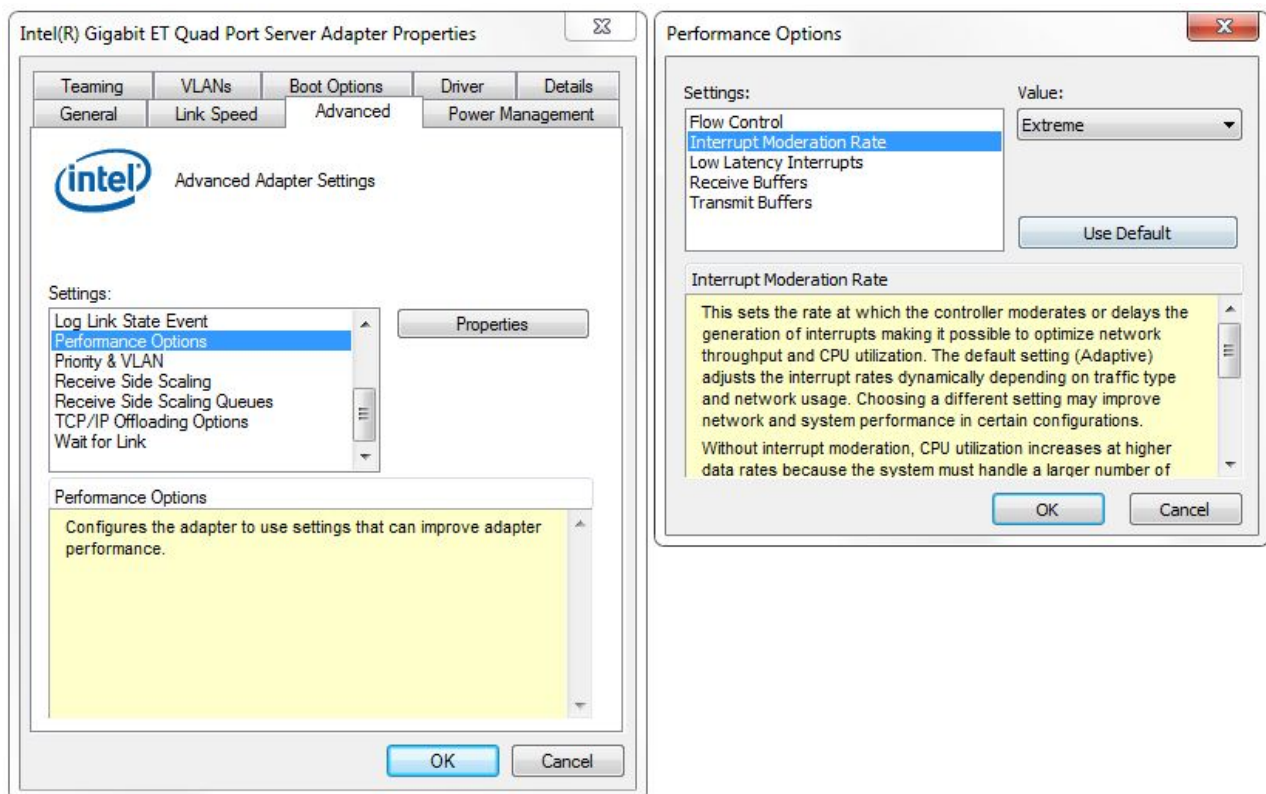 Intel(R) Gigabit ET Quad Port Server Adapter Properties
Teaming VLANs Boot Options Driver Details
General Link Speed Advanced Power Management
intel
Advanced Adapter Settings
Settings:
Log Link State Event
Performance Options
Priority & VLAN
Receive Side Scaling
Receive Side Scaling Queues
TCP/IP Offloading Options
Wait for Link
Properties
Performance Options
Configures the adapter to use settings that can improve adapter
performance.
OK Cancel
Performance Options
Settings:
Flow Control
Interrupt Moderation Rate
Low Latency Interrupts
Receive Buffers
Transmit Buffers
Value:
Extreme
Use Default
Interrupt Moderation Rate
This sets the rate at which the controller moderates or delays the
generation of interrupts making it possible to optimize network
throughput and CPU utilization. The default setting (Adaptive)
adjusts the interrupt rates dynamically depending on traffic type
and network usage. Choosing a different setting may improve
network and system performance in certain configurations.
Without interrupt moderation, CPU utilization increases at higher
data rates because the system must handle a larger number of
OK Cancel